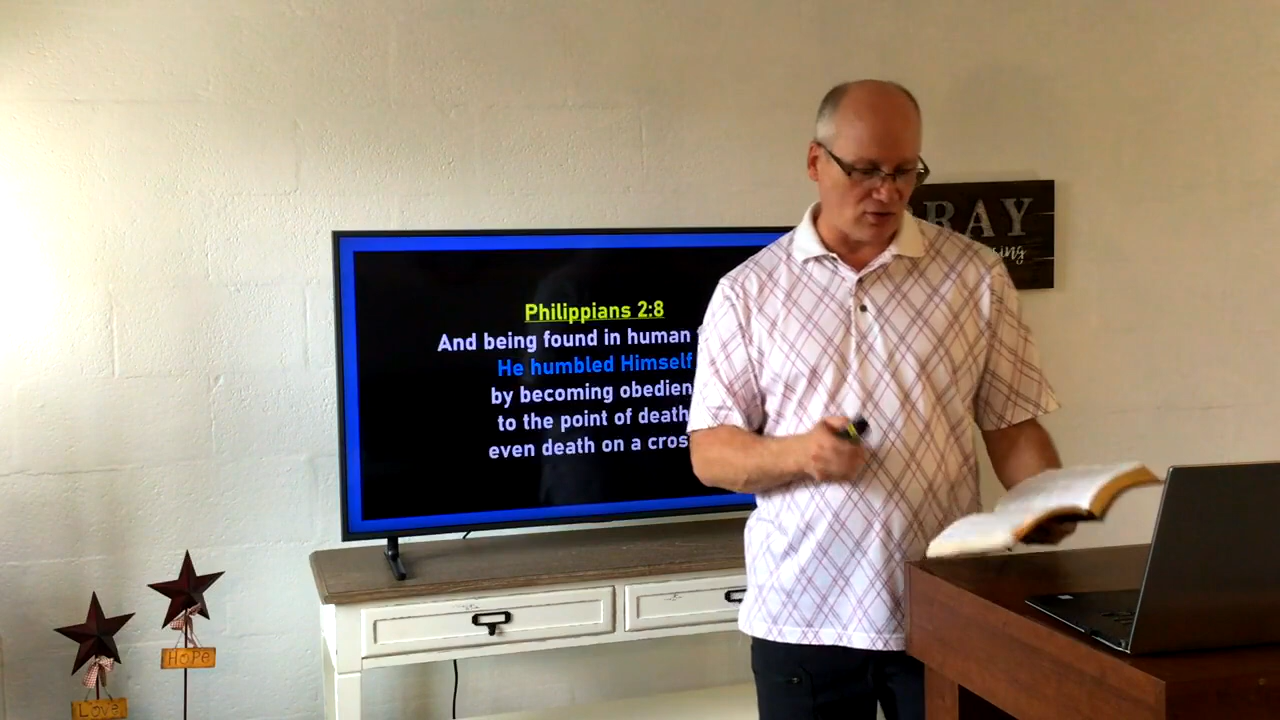 Philippians 2:8
And being found in human
He humbled Himself
by becoming obedien
to the point of death
even death on a cros
RAY
HOPE
Love